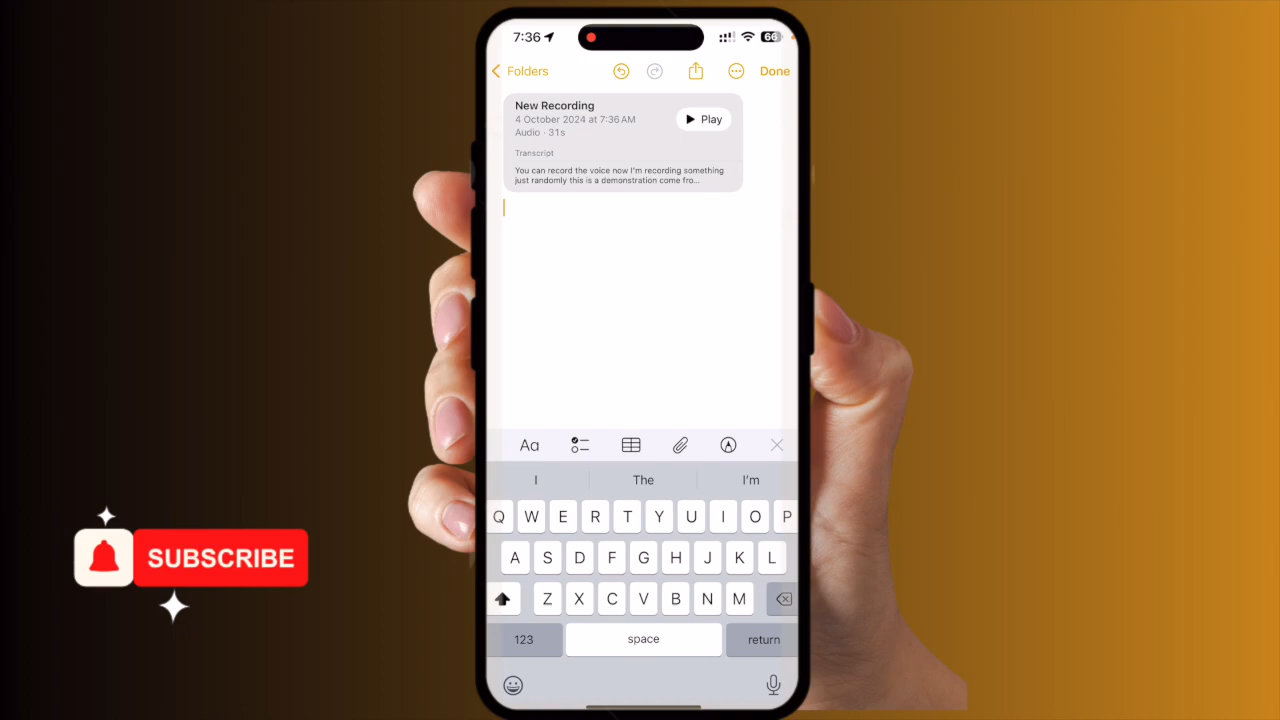 7:36
66
Folders
Done
New Recording
4 October 2024 at 7:36 AM
Audio · 31s
Play
Transcript
You can record the voice now I'm recording something
just randomly this is a demonstration come fro...
Aa
I The I'm
Q W E R T Y U I O P
A S D F G H J K L
Z X C V B N M
123 space return
SUBSCRIBE